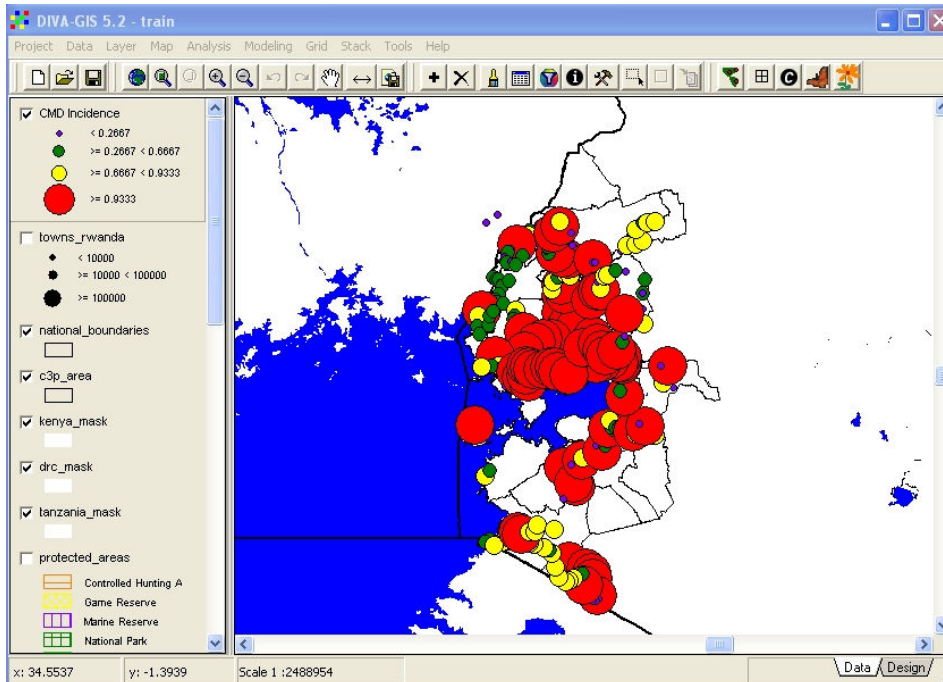 DIVA-GIS 5.2 - train
Project Data Layer Map Analysis Modeling Grid Stack Tools Help
CMD Incidence
< 0.2667
>= 0.2667 < 0.6667
>= 0.6667 < 0.9333
>= 0.9333
towns_rwanda
< 10000
>= 10000 < 100000
>= 100000
national_boundaries
c3p_area
kenya_mask
drc_mask
tanzania_mask
protected_areas
Controlled Hunting A
Game Reserve
Marine Reserve
National Park
x: 34.5537 y: -1.3939 Scale 1 :2488954 Data Design